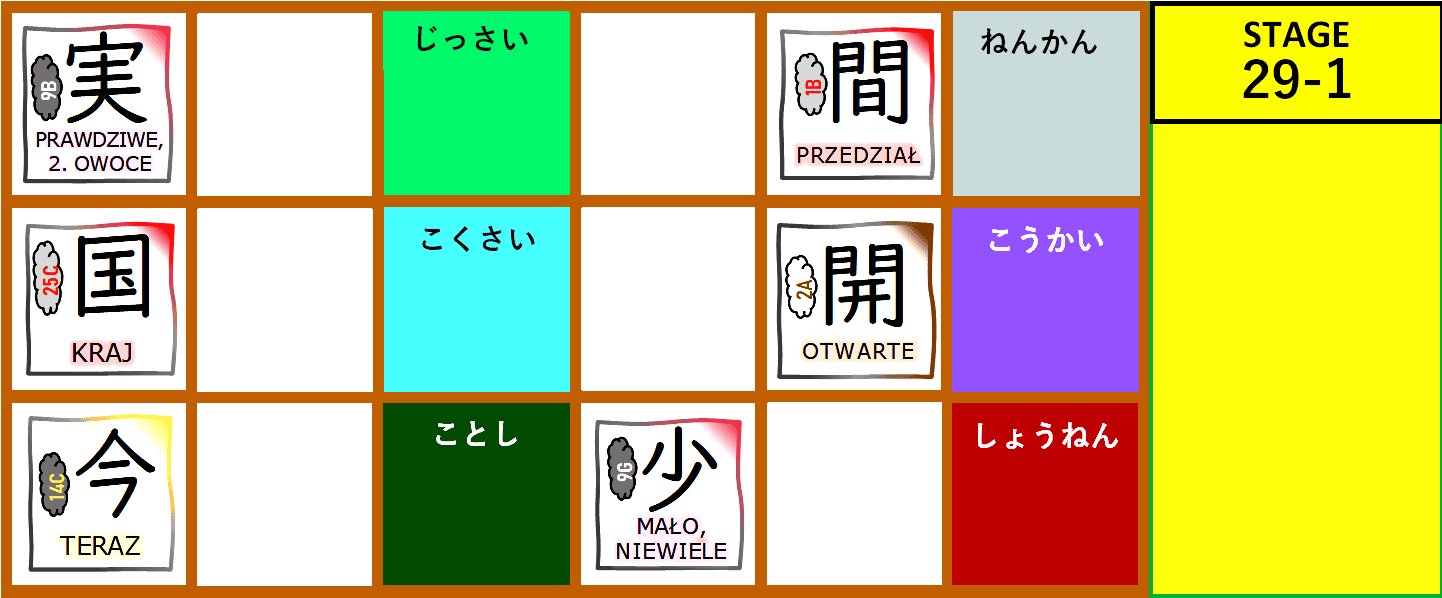 9B
実
PRAWDZIWE,
2. OWOCE
じっさい
1B
間
PRZEDZIAŁ
ねんかん
STAGE
29-1
25C
国
KRAJ
こくさい
2A
開
OTWARTE
こうかい
14C
今
TERAZ
ことし
9G
少
MAŁO,
NIEWIELE
しょうねん